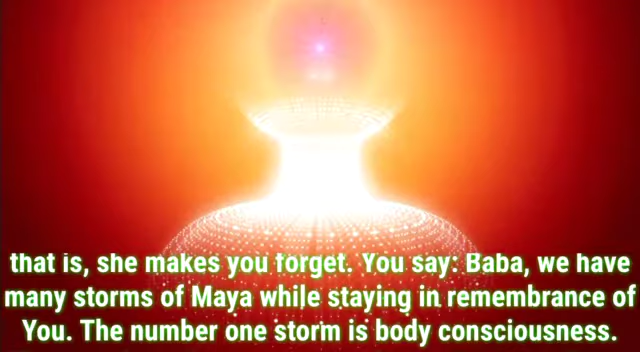 that is, she makes you forget. You say: Baba, we have
many storms of Maya while staying in remembrance of
You. The number one storm is body consciousness.